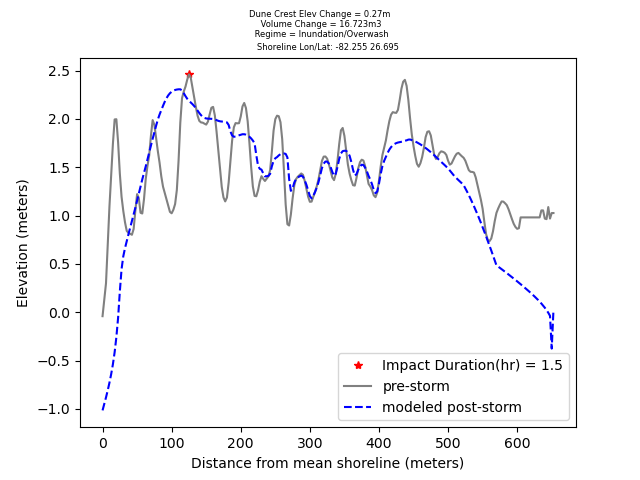 Dune Crest Elev Change = 0.27m
Volume Change = 16.723m3
Regime = Inundation/Overwash
Shoreline Lon/Lat: -82.255 26.695
2.5
2.0
1.5
1.0
0.5
0.0
−0.5
−1.0
Elevation (meters)
Impact Duration(hr) = 1.5
pre-storm
modeled post-storm
0 100 200 300 400 500 600
Distance from mean shoreline (meters)